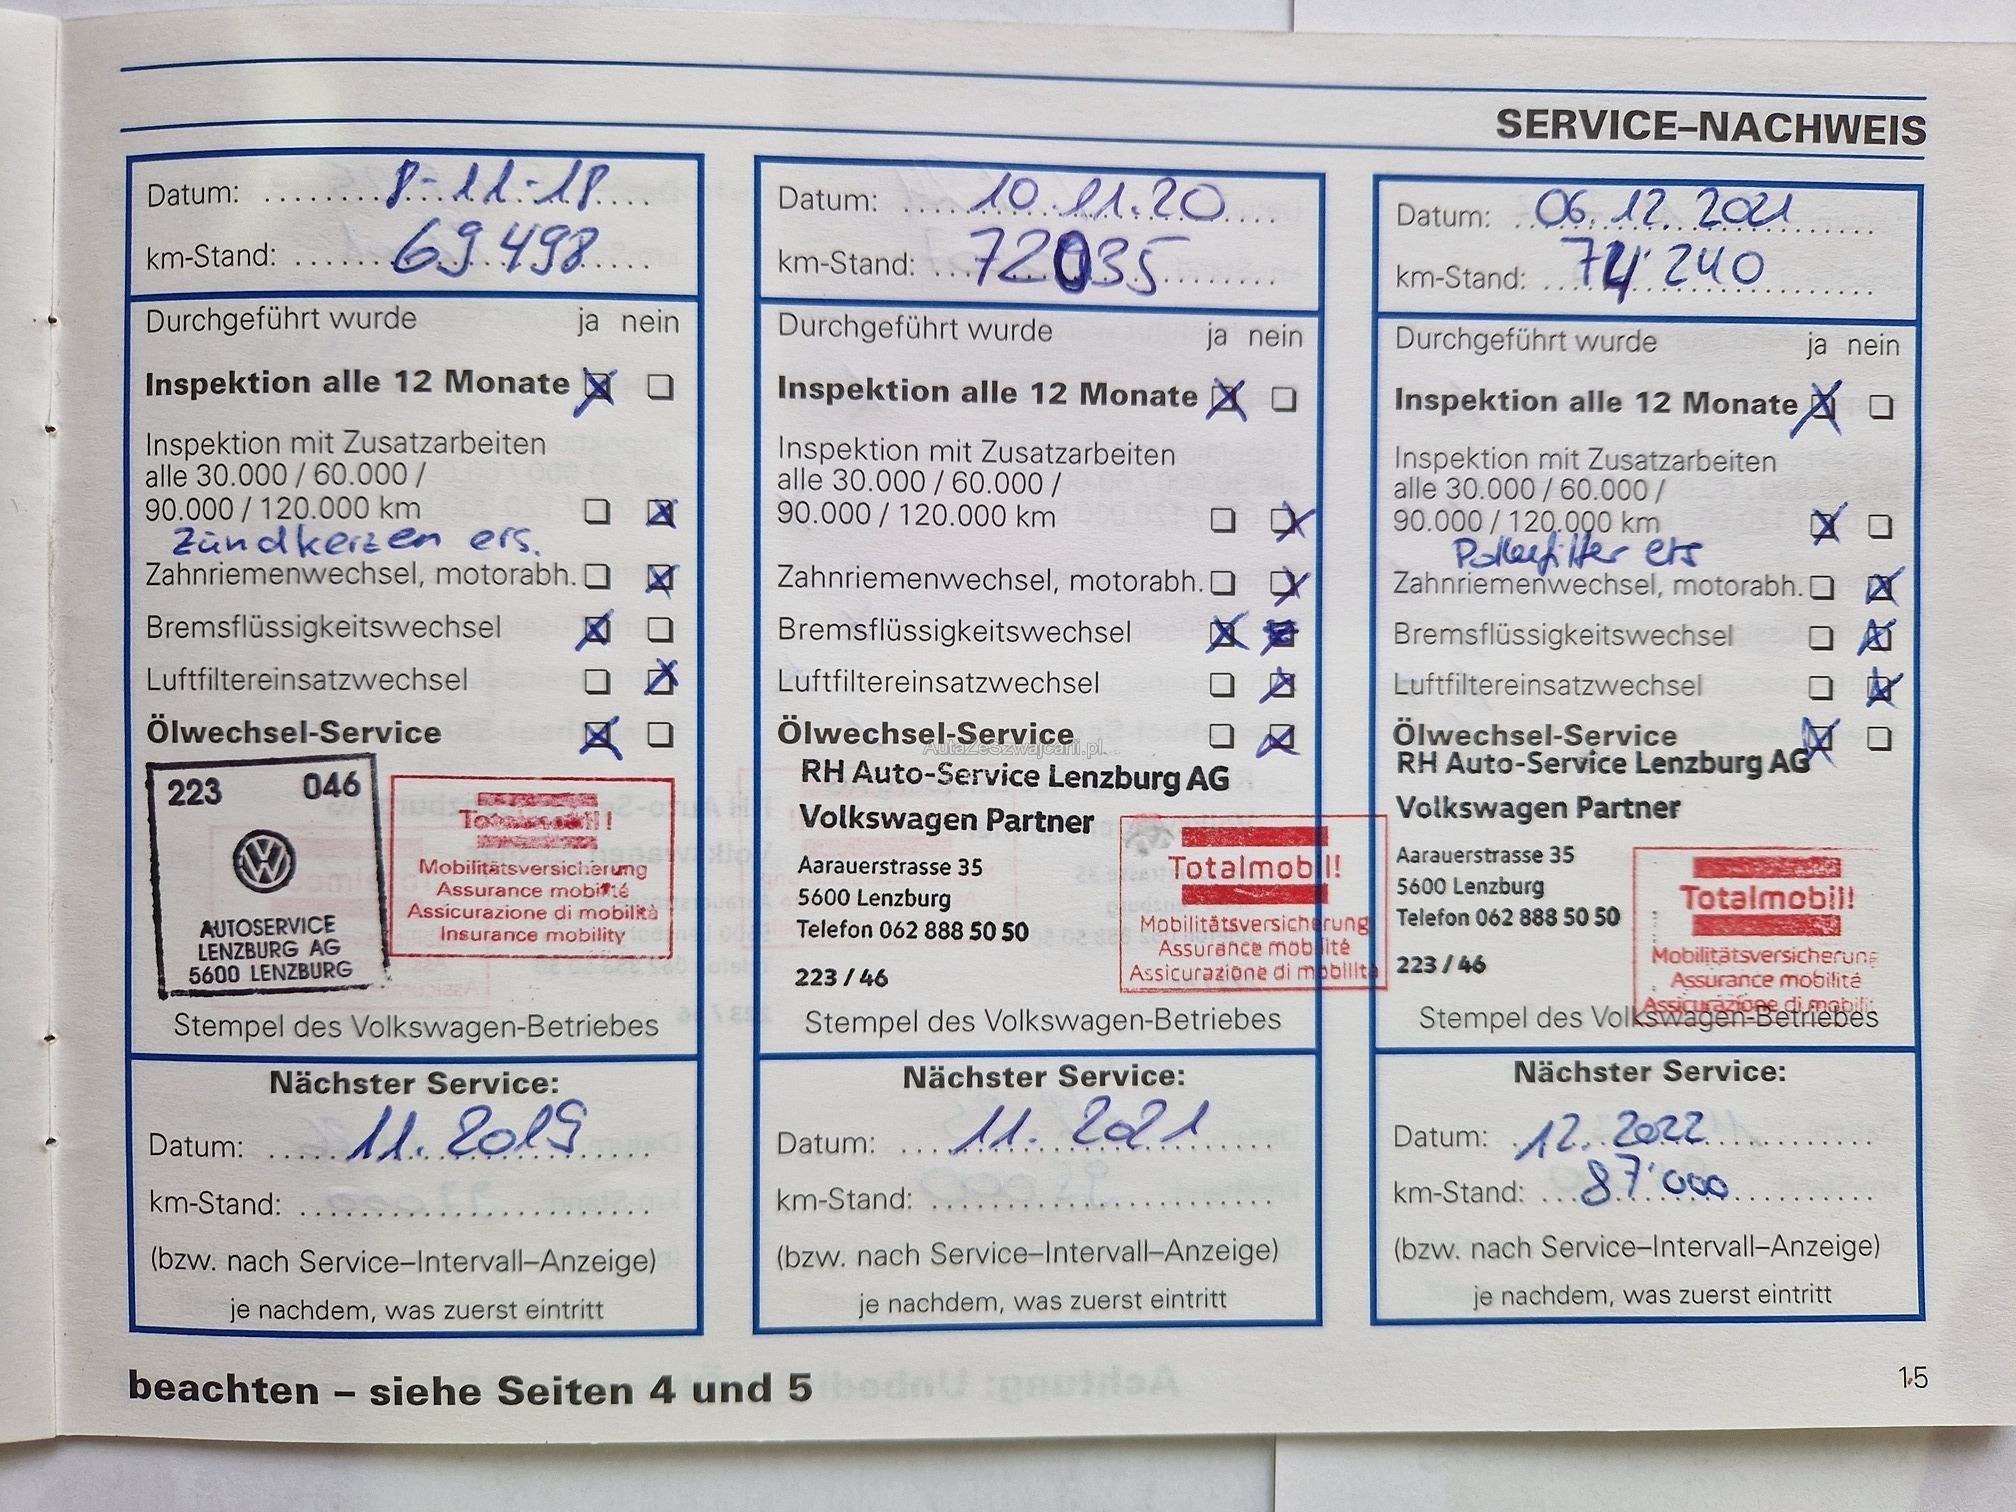 SERVICE–NACHWEIS
Datum: 8-11-18
km-Stand: 69498
Durchgeführt wurde ja nein
Inspektion alle 12 Monate
Inspektion mit Zusatzarbeiten
alle 30.000 / 60.000 /
90.000 / 120.000 km
Zündkerzen ers.
Zahnriemenwechsel, motorabh.
Bremsflüssigkeitswechsel
Luftfiltereinsatzwechsel
Ölwechsel-Service
223 046
AUTOSERVICE
LENZBURG AG
5600 LENZBURG
Totalmobil!
Mobilitätsversicherung
Assurance mobilité
Assicurazione di mobilità
Insurance mobility
Stempel des Volkswagen-Betriebes
Nächster Service:
Datum: 11. 2019
km-Stand:
(bzw. nach Service–Intervall–Anzeige)
je nachdem, was zuerst eintritt
Datum: 10.11.20
km-Stand: 72035
Durchgeführt wurde ja nein
Inspektion alle 12 Monate
Inspektion mit Zusatzarbeiten
alle 30.000 / 60.000 /
90.000 / 120.000 km
Zahnriemenwechsel, motorabh.
Bremsflüssigkeitswechsel
Luftfiltereinsatzwechsel
Ölwechsel-Service
AutaZeSzwajcarii.pl
RH Auto-Service Lenzburg AG
Volkswagen Partner
Aarauerstrasse 35
5600 Lenzburg
Telefon 062 888 50 50
223 / 46
Totalmobil!
Mobilitätsversicherung
Assurance mobilité
Assicurazione di mobilità
Stempel des Volkswagen-Betriebes
Nächster Service:
Datum: 11. 2021
km-Stand:
(bzw. nach Service–Intervall–Anzeige)
je nachdem, was zuerst eintritt
Datum: 06.12.2021
km-Stand: 74'240
Durchgeführt wurde ja nein
Inspektion alle 12 Monate
Inspektion mit Zusatzarbeiten
alle 30.000 / 60.000 /
90.000 / 120.000 km
Pollenfilter ers
Zahnriemenwechsel, motorabh.
Bremsflüssigkeitswechsel
Luftfiltereinsatzwechsel
Ölwechsel-Service
RH Auto-Service Lenzburg AG
Volkswagen Partner
Aarauerstrasse 35
5600 Lenzburg
Telefon 062 888 50 50
223 / 46
Totalmobil!
Mobilitätsversicherung
Assurance mobilité
Assicurazione di mobili
Stempel des Volkswagen-Betriebes
Nächster Service:
Datum: 12. 2022
km-Stand: 87'000
(bzw. nach Service–Intervall–Anzeige)
je nachdem, was zuerst eintritt
beachten – siehe Seiten 4 und 5
15